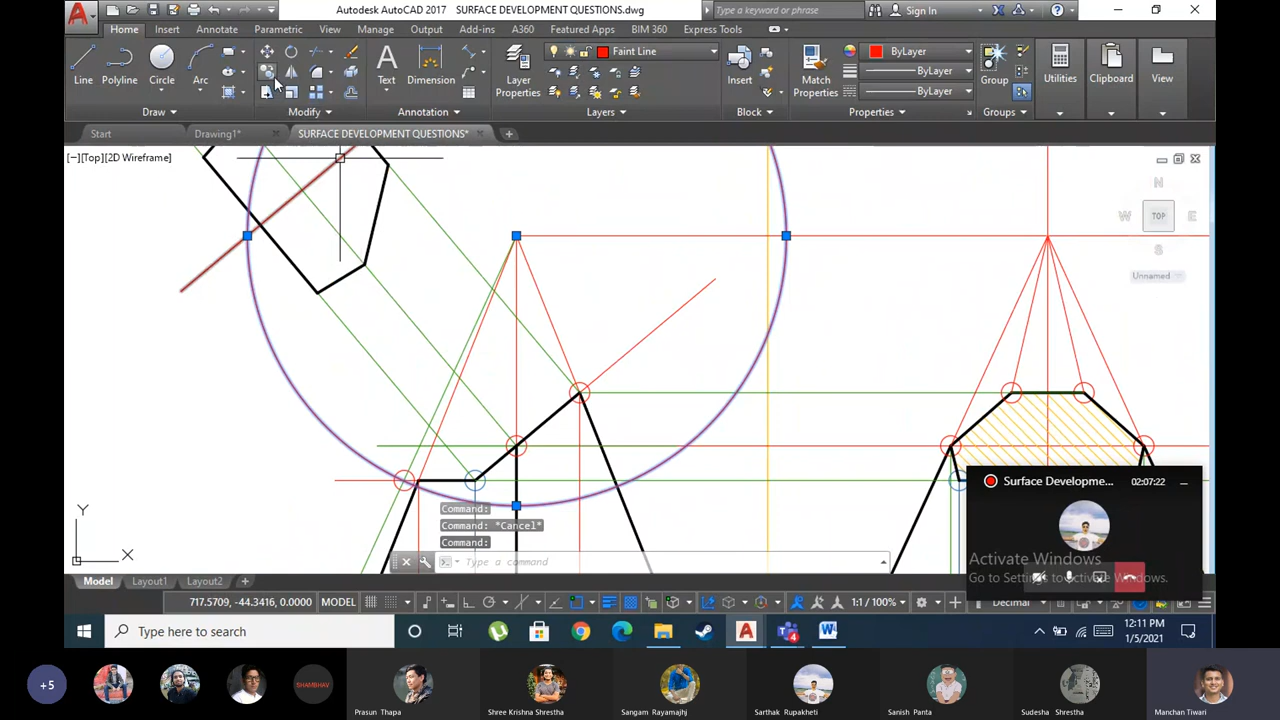 Autodesk AutoCAD 2017 SURFACE DEVELOPMENT QUESTIONS.dwg
Type a keyword or phrase
Sign In
Home Insert Annotate Parametric View Manage Output Add-ins A360 Featured Apps BIM 360 Express Tools
Faint Line
ByLayer
ByLayer
ByLayer
Line Polyline Circle Arc
Text Dimension
Layer Properties
Insert
Match Properties
Group
Utilities Clipboard View
Draw Modify Annotation Layers Block Properties Groups
Start Drawing1* SURFACE DEVELOPMENT QUESTIONS*
[−][Top][2D Wireframe]
N
W TOP E
S
Unnamed
Surface Developme... 02:07:22
Y
X
Command:
Command: *Cancel*
Command:
Type a command
Activate Windows
Go to Settings to activate Windows.
Model Layout1 Layout2
717.5709, -44.3416, 0.0000 MODEL
1:1 / 100%
Decimal
Type here to search
12:11 PM
1/5/2021
+5
SHAMBHAV
Prasun Thapa
Shree Krishna Shrestha
Sangam Rayamajhi
Sarthak Rupakheti
Sanish Panta
Sudesha Shrestha
Manchan Tiwari